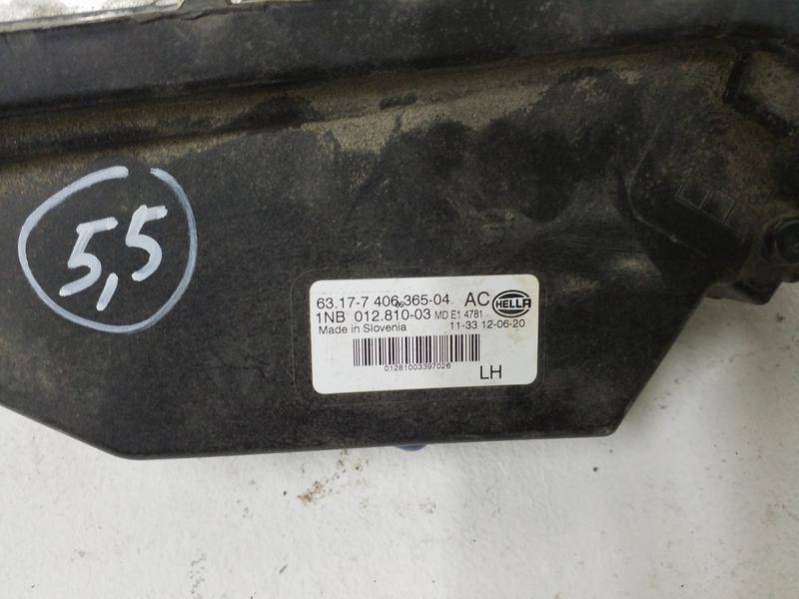 5,5
63.17-7 406.365-04 AC HELLA
1NB 012.810-03 MD E1 4781
Made in Slovenia 11-33 12-06-20
01281003397026
LH